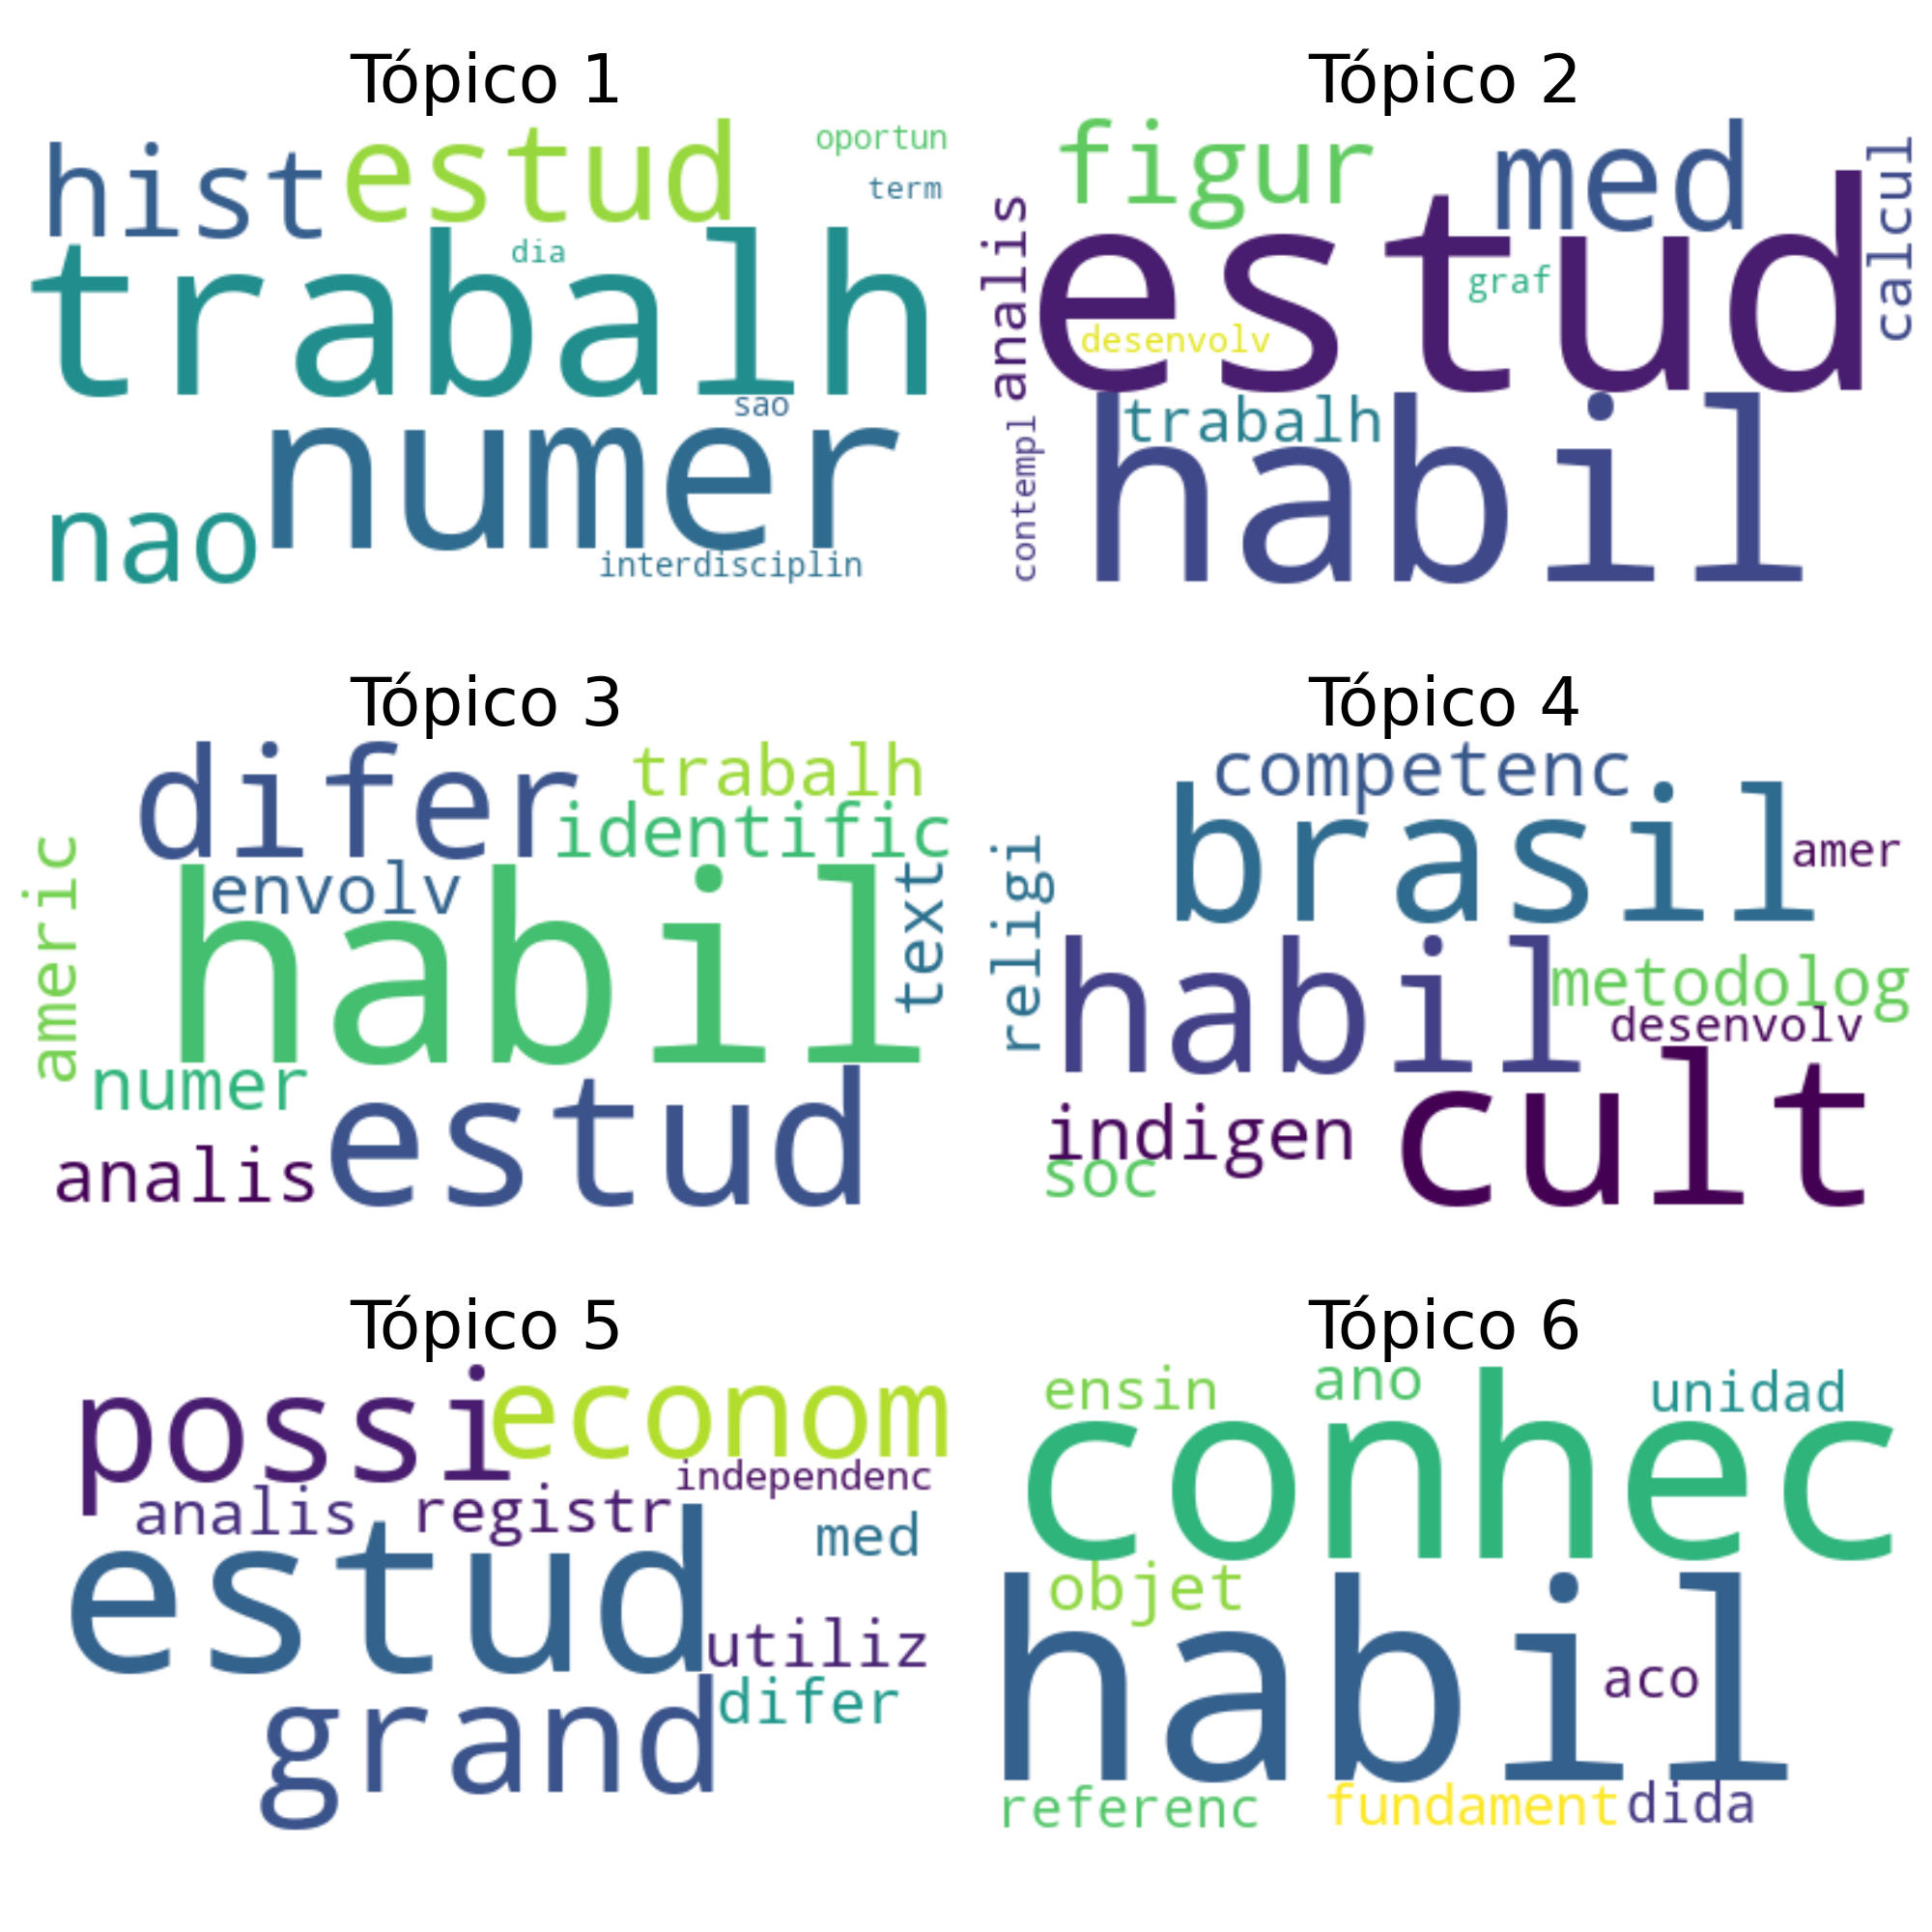 Tópico 1
hist
estud
oportun
term
dia
trabalh
sao
numer
nao
interdisciplin
Tópico 2
figur
med
calcul
analis
estud
graf
desenvolv
trabalh
contempl
habil
Tópico 3
difer
trabalh
identific
envolv
americ
habil
text
numer
estud
analis
Tópico 4
competenc
brasil
amer
religi
habil
metodolog
desenvolv
indigen
soc
cult
Tópico 5
possi
econom
independenc
analis
registr
med
estud
utiliz
difer
grand
Tópico 6
ensin
ano
unidad
conhec
objet
habil
aco
referenc
fundament
dida